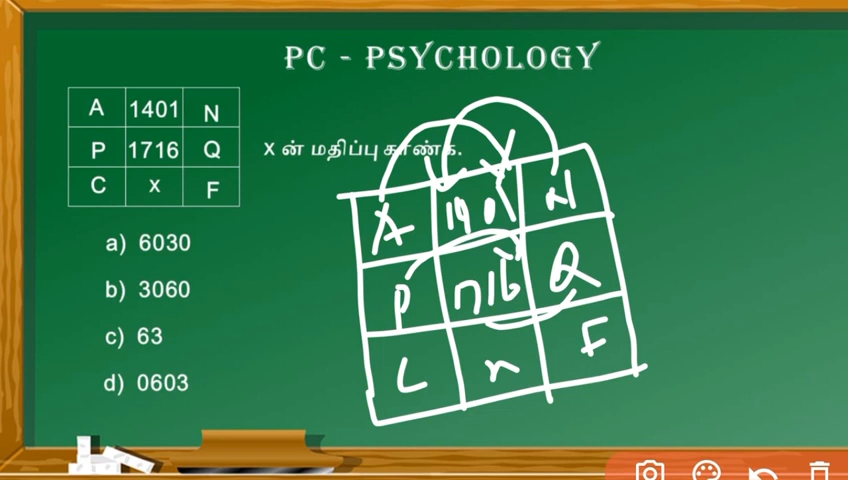 PC - PSYCHOLOGY
A 1401 N
P 1716 Q
C x F
x ன் மதிப்பு காண்க.
a) 6030
b) 3060
c) 63
d) 0603
A 1401 N
P 1716 Q
C x F